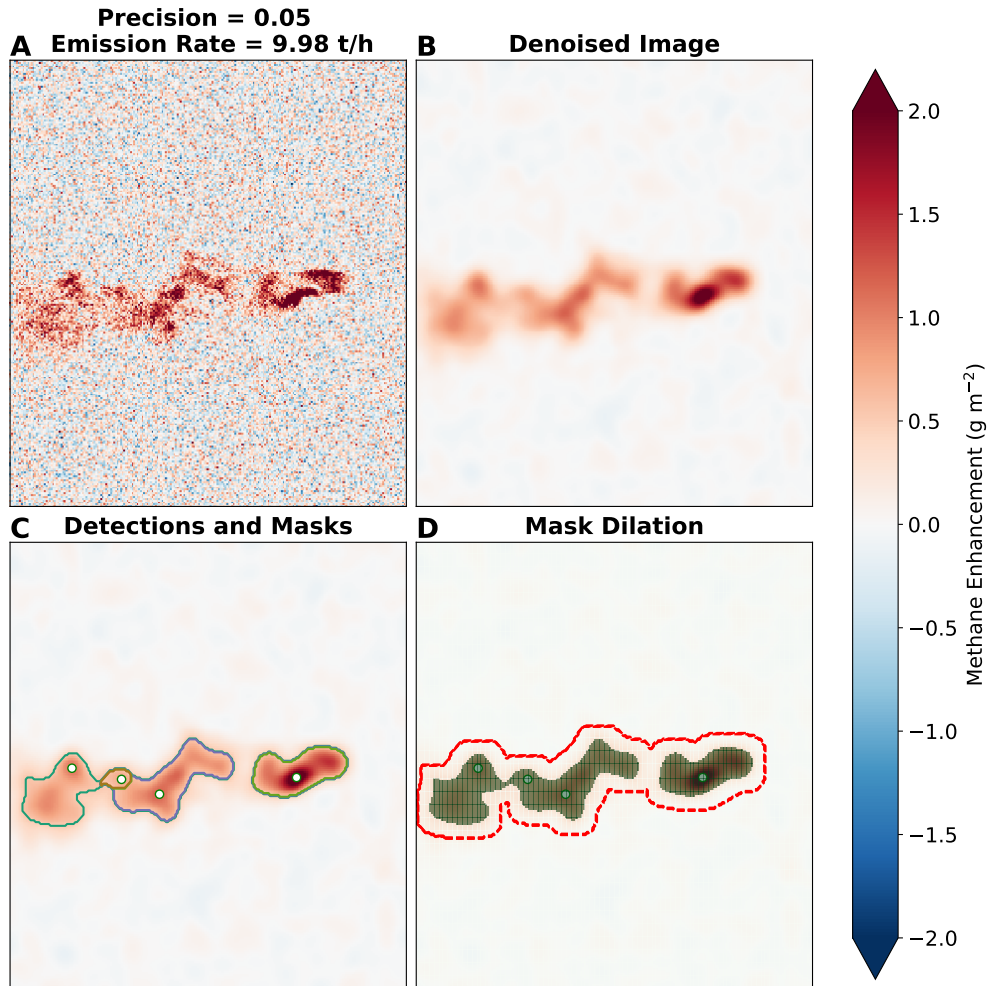 Precision = 0.05
A Emission Rate = 9.98 t/h
B Denoised Image
C Detections and Masks
D Mask Dilation
2.0
1.5
1.0
0.5
0.0
−0.5
−1.0
−1.5
−2.0
Methane Enhancement (g m⁻²)